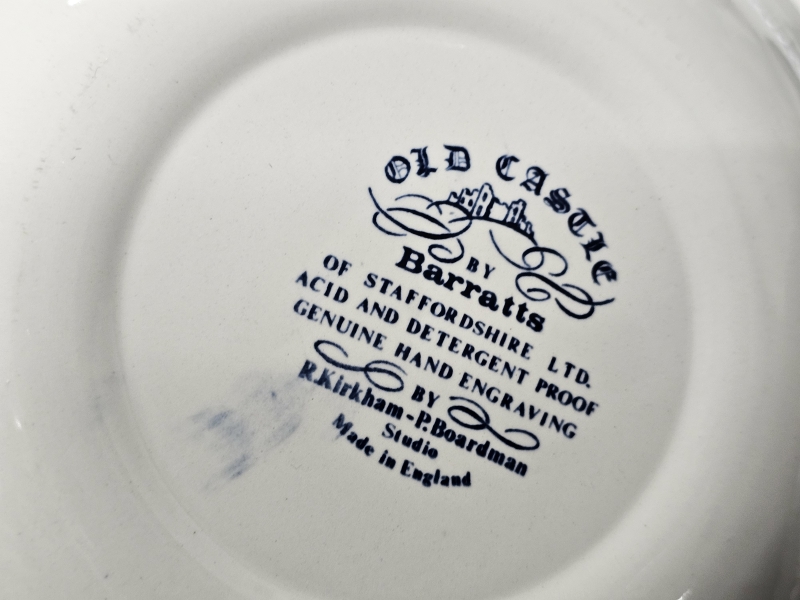 OLD CASTLE
BY
Barratts
OF STAFFORDSHIRE LTD.
ACID AND DETERGENT PROOF
GENUINE HAND ENGRAVING
BY
R.Kirkham-P.Boardman
Studio
Made in England